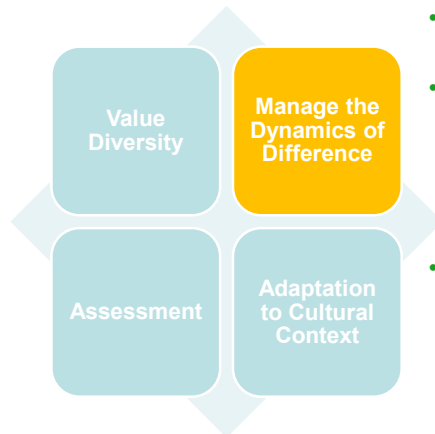 Value
Diversity
Manage the
Dynamics of
Difference
Assessment
Adaptation
to Cultural
Context